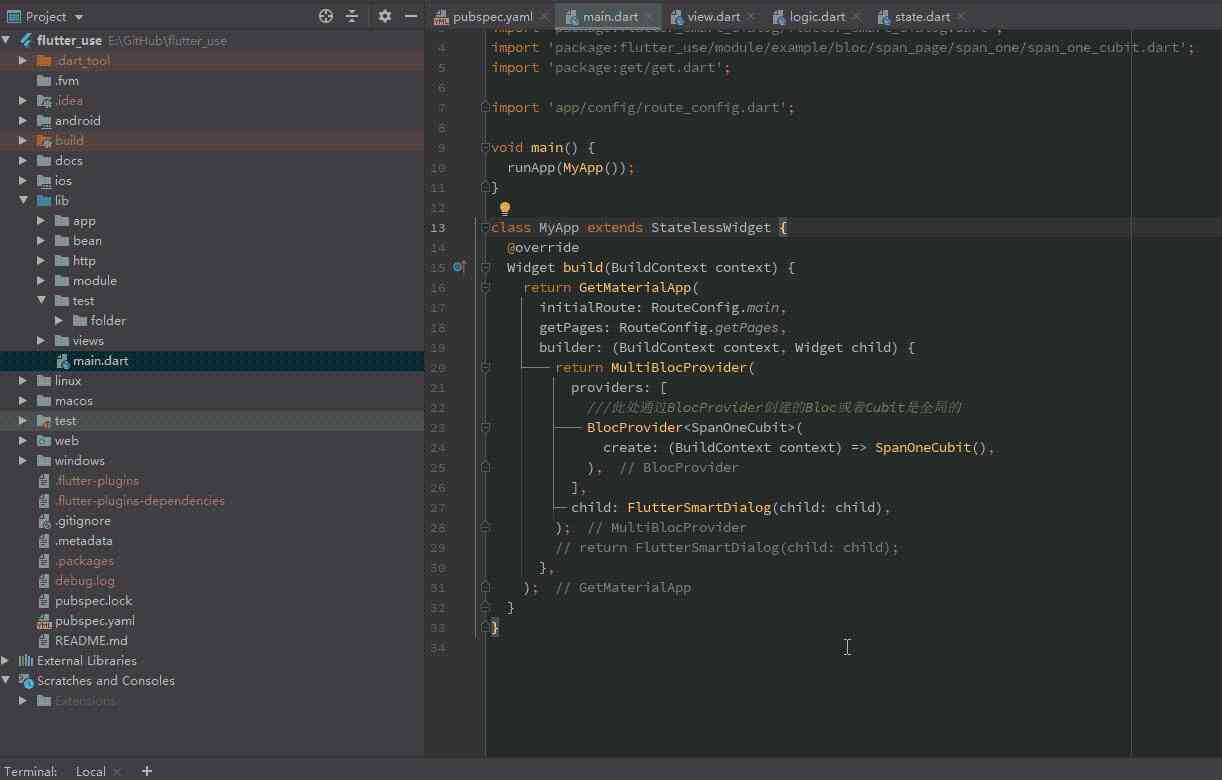 Project
pubspec.yaml
main.dart
view.dart
logic.dart
state.dart
flutter_use E:\GitHub\flutter_use
.dart_tool
.fvm
.idea
android
build
docs
ios
lib
app
bean
http
module
test
folder
views
main.dart
linux
macos
test
web
windows
.flutter-plugins
.flutter-plugins-dependencies
.gitignore
.metadata
.packages
debug.log
pubspec.lock
pubspec.yaml
README.md
External Libraries
Scratches and Consoles
Extensions
4 import 'package:flutter_use/module/example/bloc/span_page/span_one/span_one_cubit.dart';
5 import 'package:get/get.dart';
6
7 import 'app/config/route_config.dart';
8
9 void main() {
10 runApp(MyApp());
11 }
12
13 class MyApp extends StatelessWidget {
14 @override
15 Widget build(BuildContext context) {
16 return GetMaterialApp(
17 initialRoute: RouteConfig.main,
18 getPages: RouteConfig.getPages,
19 builder: (BuildContext context, Widget child) {
20 return MultiBlocProvider(
21 providers: [
22 ///此处通过BlocProvider创建的Bloc或者Cubit是全局的
23 BlocProvider<SpanOneCubit>(
24 create: (BuildContext context) => SpanOneCubit(),
25 ), // BlocProvider
26 ],
27 child: FlutterSmartDialog(child: child),
28 ); // MultiBlocProvider
29 // return FlutterSmartDialog(child: child);
30 },
31 ); // GetMaterialApp
32 }
33 }
34
Terminal: Local